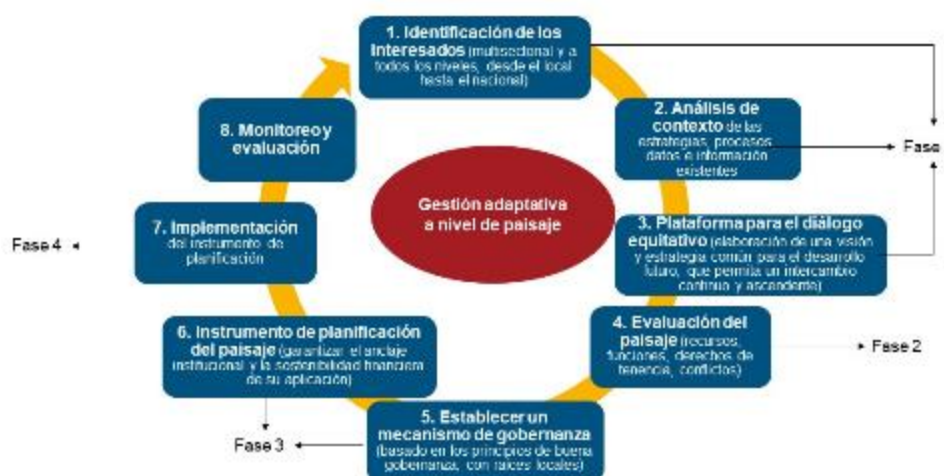 1. Identificación de los
Interesados (multisectorial y a
todos los niveles, desde el local
hasta el nacional)
2. Análisis de
contexto de las
estrategias, procesos
datos e información
existentes
Fase
3. Plataforma para el diálogo
equitativo (elaboración de una visión
y estrategia común para el desarrollo
futuro, que permita un intercambio
continuo y ascendente)
4. Evaluación del
paisaje (recursos,
funciones, derechos de
tenencia, conflictos)
Fase 2
5. Establecer un
mecanismo de gobernanza
(basado en los principios de buena
gobernanza, con raíces locales)
6. Instrumento de planificación
del paisaje (garantizar el anclaje
institucional y la sostenibilidad financiera
de su aplicación)
Fase 3
7. Implementación
del instrumento de
planificación
Fase 4
8. Monitoreo y
evaluación
Gestión adaptativa
a nivel de paisaje